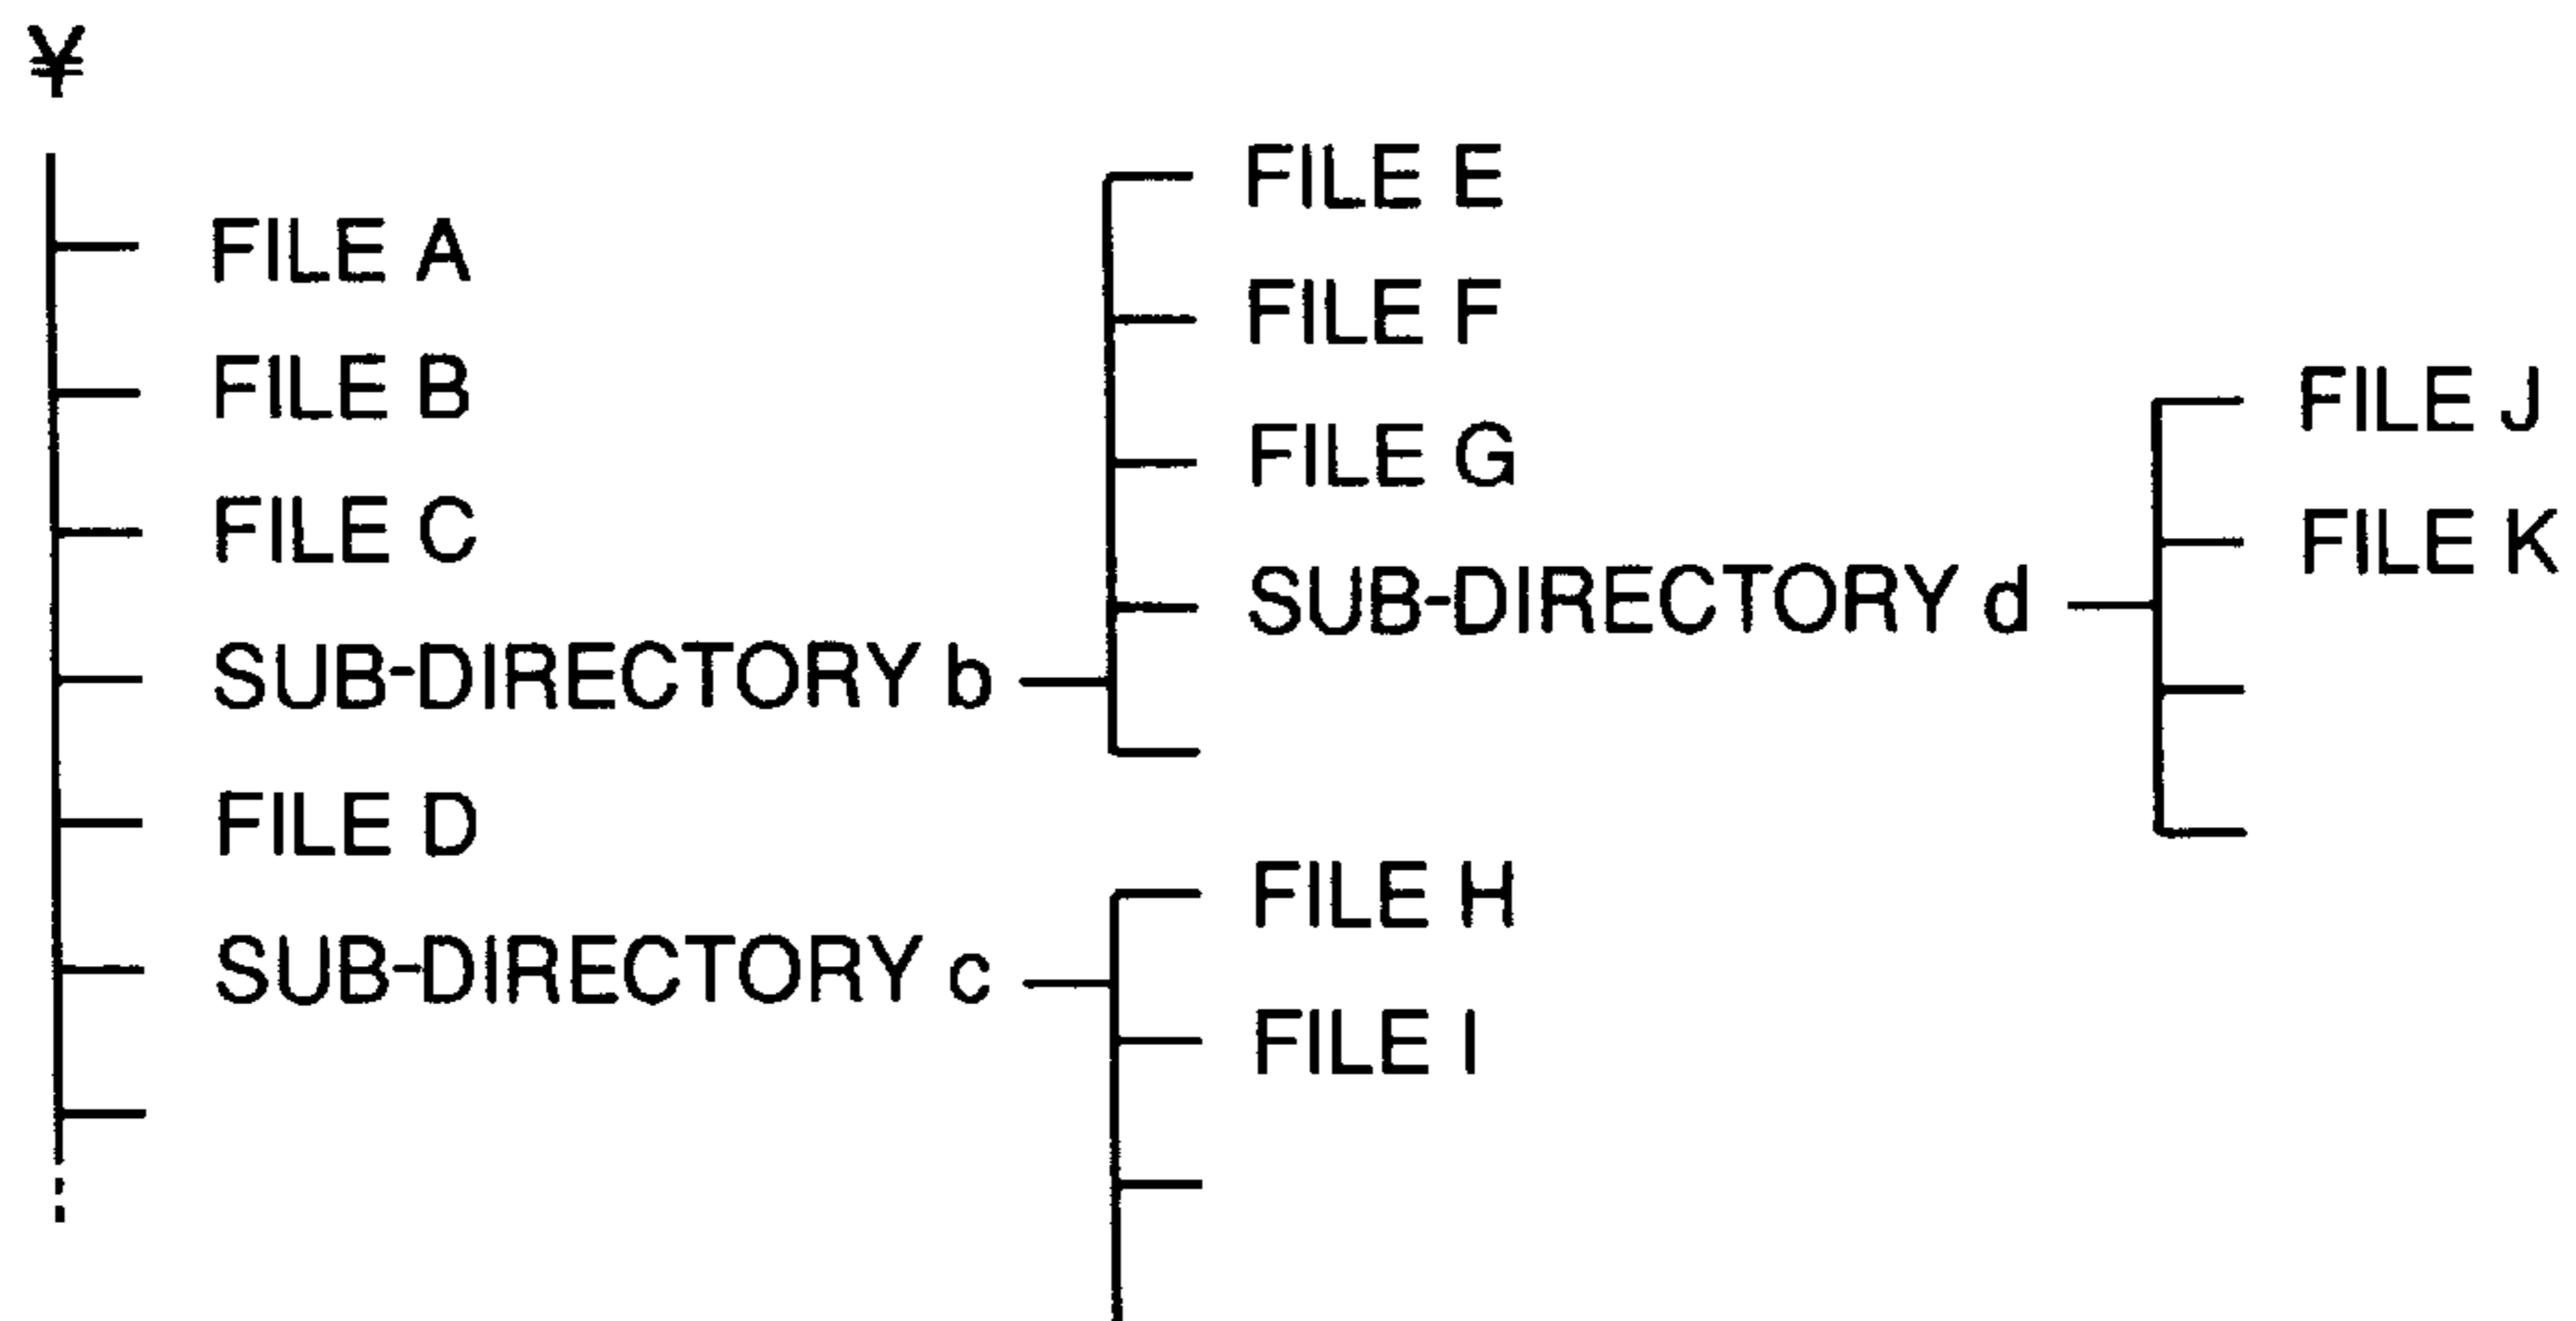 ¥
FILE A
FILE B
FILE C
SUB-DIRECTORY b
FILE D
SUB-DIRECTORY c
FILE E
FILE F
FILE G
SUB-DIRECTORY d
FILE H
FILE I
FILE J
FILE K